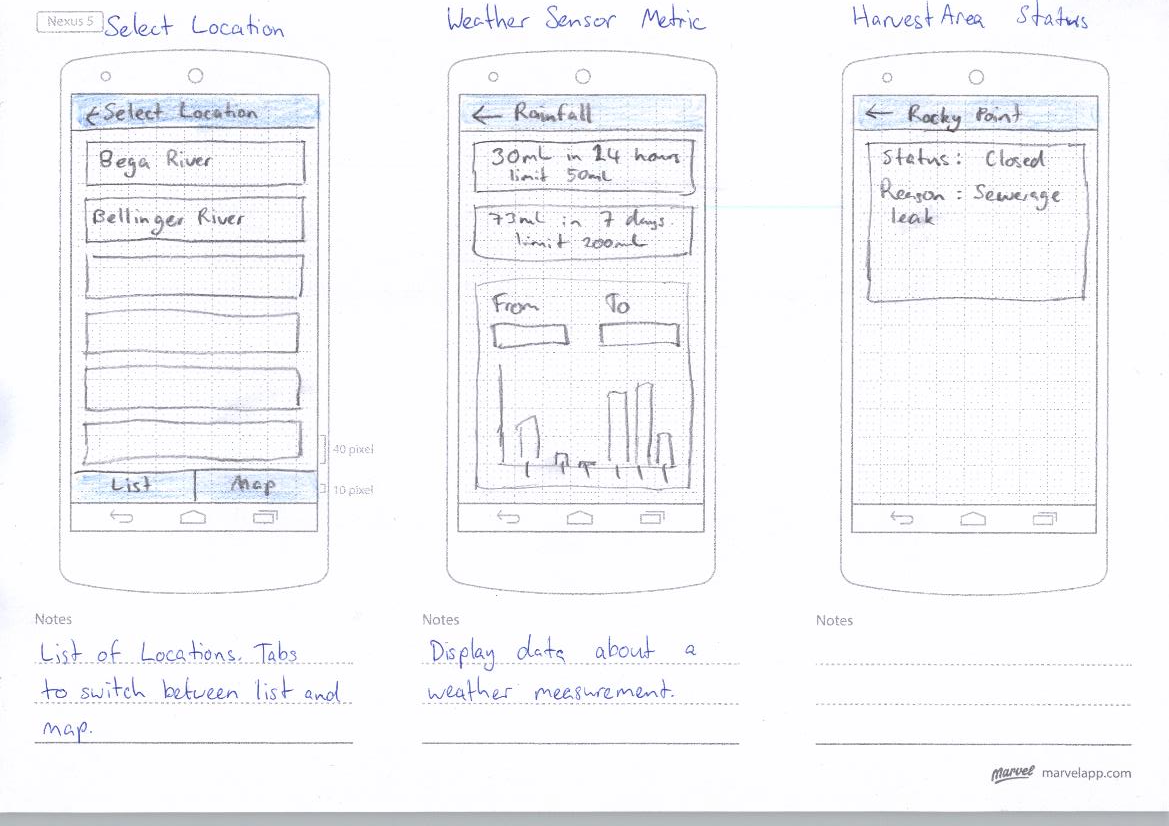 Nexus 5
Select Location
Weather Sensor Metric
Harvest Area Status
← Select Location
Bega River
Bellinger River
List
Map
40 pixel
10 pixel
← Rainfall
30mL in 24 hours
limit 50mL
73mL in 7 days.
limit 200mL
From
To
← Rocky Point
Status: Closed
Reason: Sewerage
leak
Notes
List of Locations. Tabs
to switch between list and
map.
Notes
Display data about a
weather measurement.
Notes
Marvel marvelapp.com